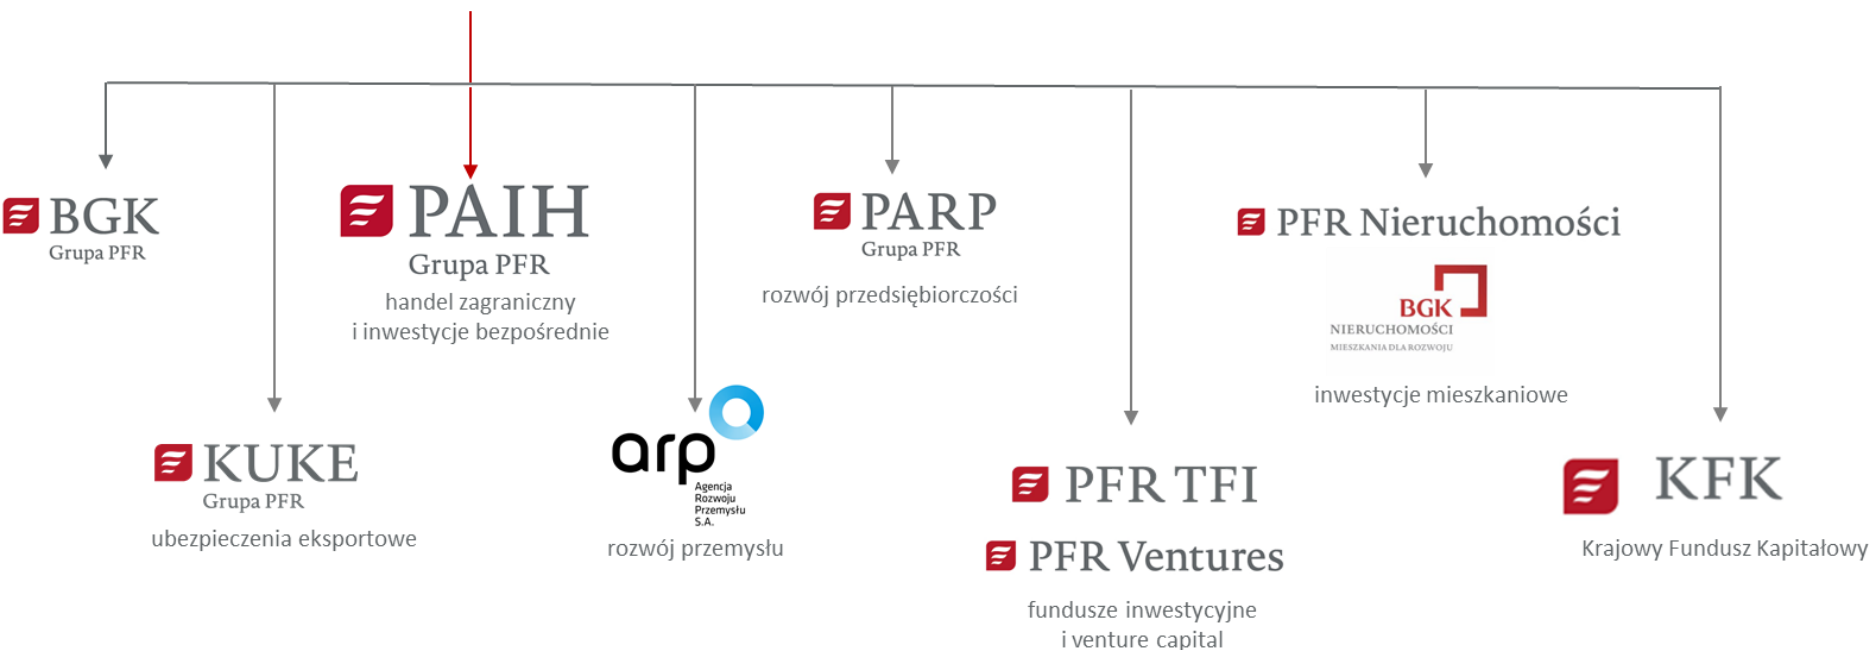 BGK
Grupa PFR
PAIH
Grupa PFR
handel zagraniczny
i inwestycje bezpośrednie
PARP
Grupa PFR
rozwój przedsiębiorczości
PFR Nieruchomości
BGK
NIERUCHOMOŚCI
MIESZKANIA DLA ROZWOJU
inwestycje mieszkaniowe
KUKE
Grupa PFR
ubezpieczenia eksportowe
arp
Agencja
Rozwoju
Przemysłu
S.A.
rozwój przemysłu
PFR TFI
PFR Ventures
fundusze inwestycyjne
i venture capital
KFK
Krajowy Fundusz Kapitałowy